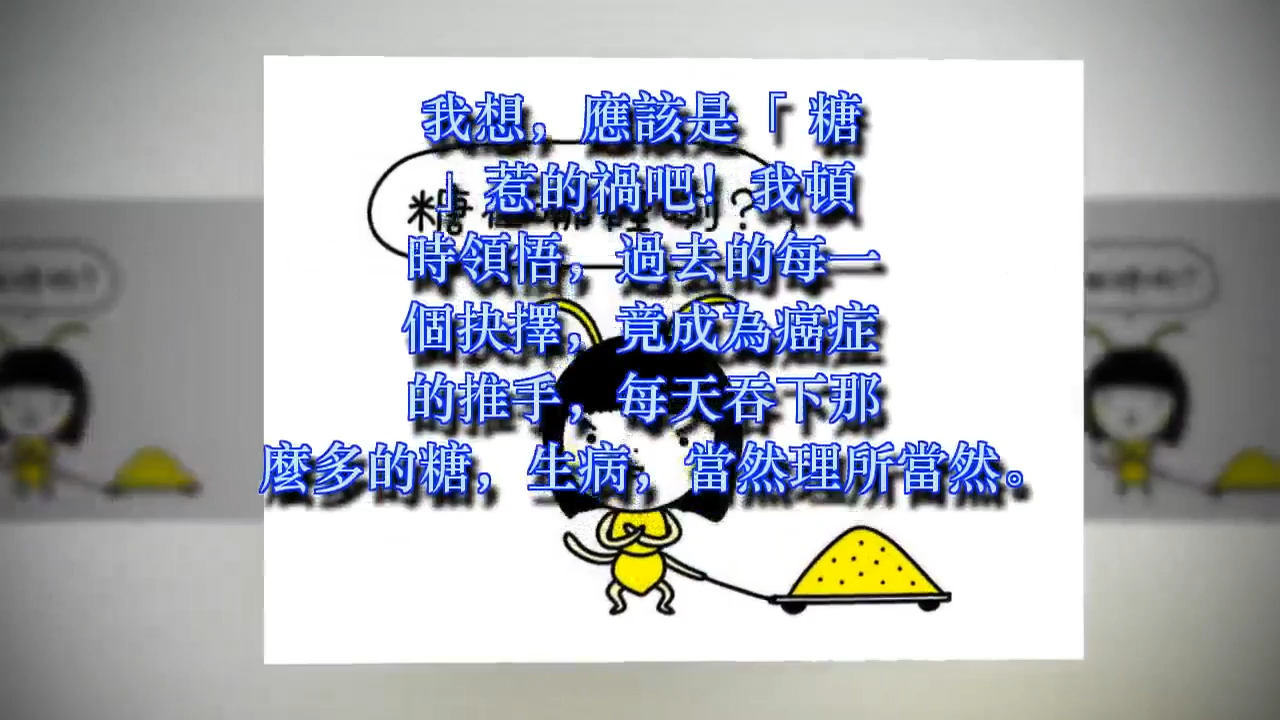 我想，應該是「 糖
」惹的禍吧！我頓
時領悟，過去的每一
個抉擇，竟成為癌症
的推手，每天吞下那
麼多的糖，生病，當然理所當然。
糖